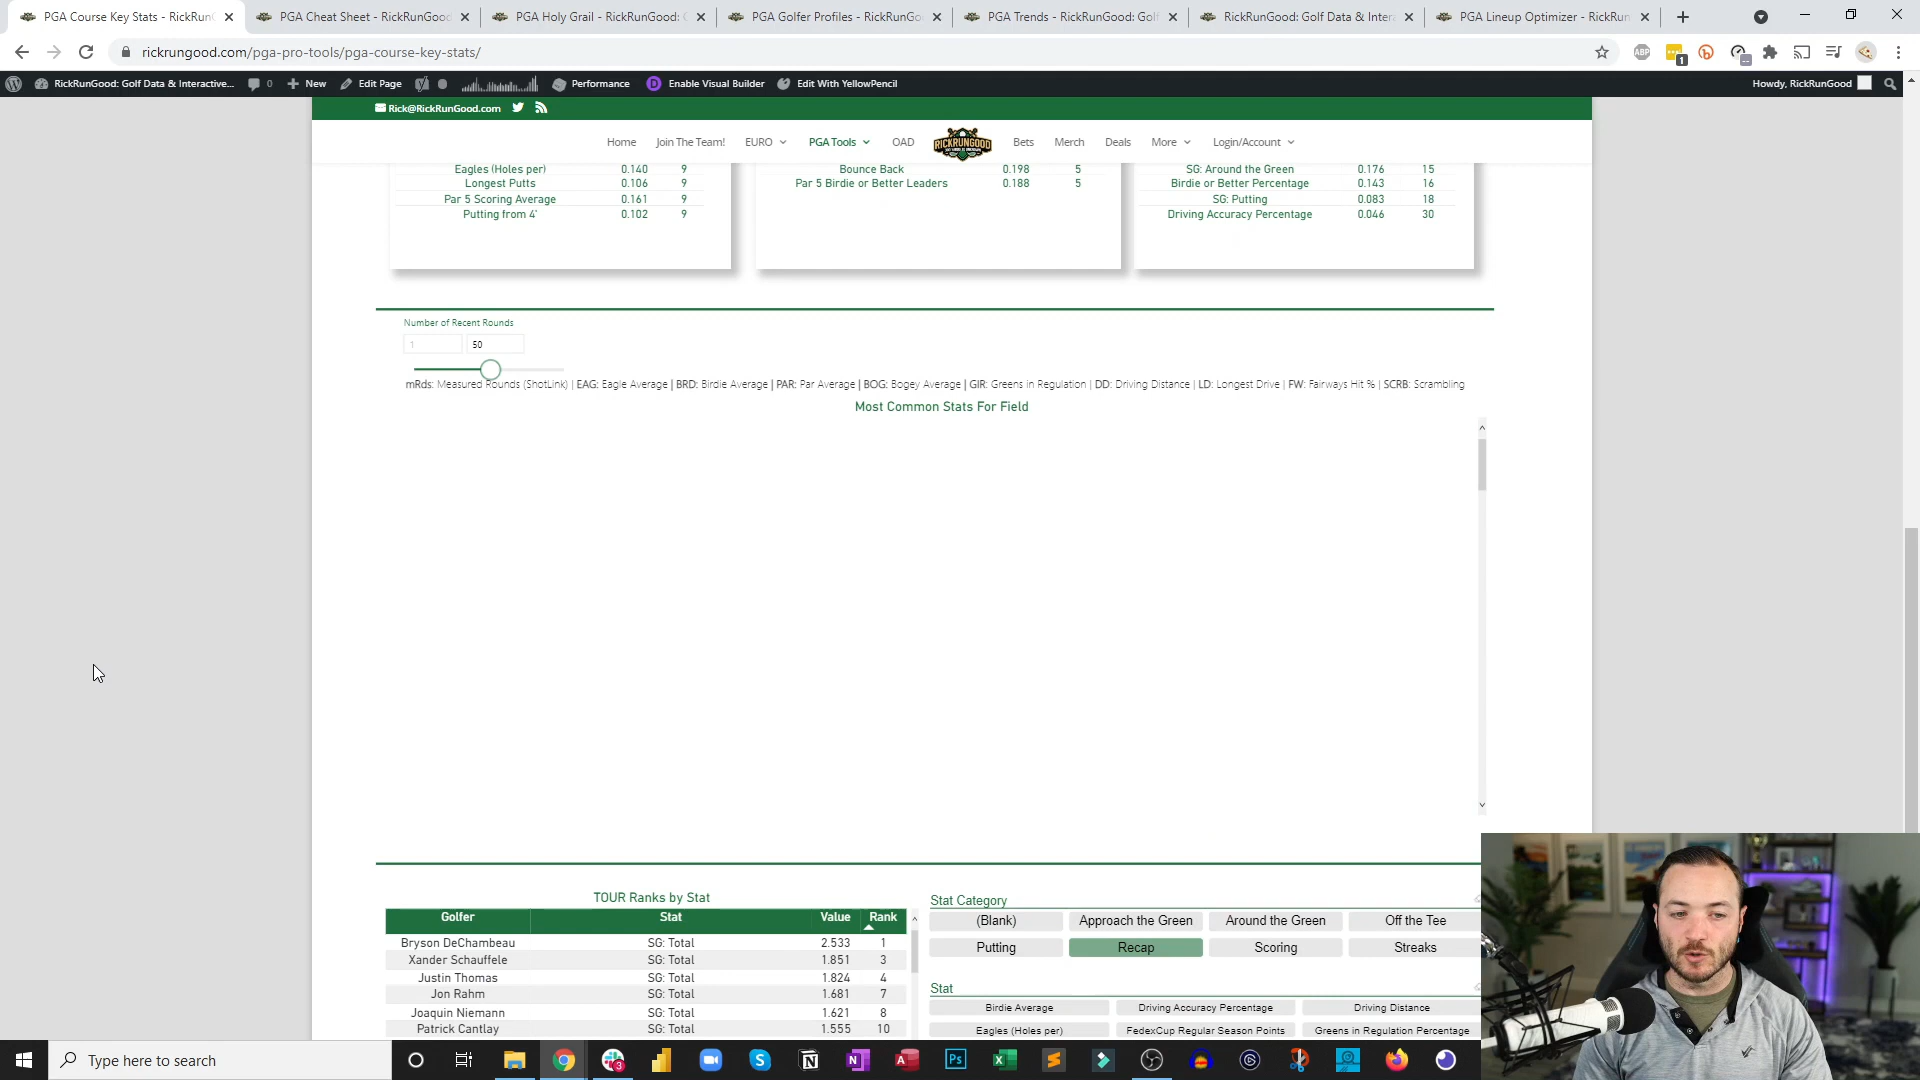 PGA Course Key Stats - RickRun
PGA Cheat Sheet - RickRunGood
PGA Holy Grail - RickRunGood:
PGA Golfer Profiles - RickRunGo
PGA Trends - RickRunGood: Golf
RickRunGood: Golf Data & Inter
PGA Lineup Optimizer - RickRun
rickrungood.com/pga-pro-tools/pga-course-key-stats/
ABP
1
RickRunGood: Golf Data & Interactive...
0
New
Edit Page
Performance
Enable Visual Builder
Edit With YellowPencil
Howdy, RickRunGood
Rick@RickRunGood.com
Home
Join The Team!
EURO
PGA Tools
OAD
RICKRUNGOOD
Bets
Merch
Deals
More
Login/Account
Eagles (Holes per) 0.140 9
Longest Putts 0.106 9
Par 5 Scoring Average 0.161 9
Putting from 4' 0.102 9
Bounce Back 0.198 5
Par 5 Birdie or Better Leaders 0.188 5
SG: Around the Green 0.176 15
Birdie or Better Percentage 0.143 16
SG: Putting 0.083 18
Driving Accuracy Percentage 0.046 30
Number of Recent Rounds
1 50
mRds: Measured Rounds (ShotLink) | EAG: Eagle Average | BRD: Birdie Average | PAR: Par Average | BOG: Bogey Average | GIR: Greens in Regulation | DD: Driving Distance | LD: Longest Drive | FW: Fairways Hit % | SCRB: Scrambling
Most Common Stats For Field
TOUR Ranks by Stat
Golfer Stat Value Rank
Bryson DeChambeau SG: Total 2.533 1
Xander Schauffele SG: Total 1.851 3
Justin Thomas SG: Total 1.824 4
Jon Rahm SG: Total 1.681 7
Joaquin Niemann SG: Total 1.621 8
Patrick Cantlay SG: Total 1.555 10
Stat Category
(Blank) Approach the Green Around the Green Off the Tee
Putting Recap Scoring Streaks
Stat
Birdie Average Driving Accuracy Percentage Driving Distance
Eagles (Holes per) FedexCup Regular Season Points Greens in Regulation Percentage
Type here to search
3
Ps